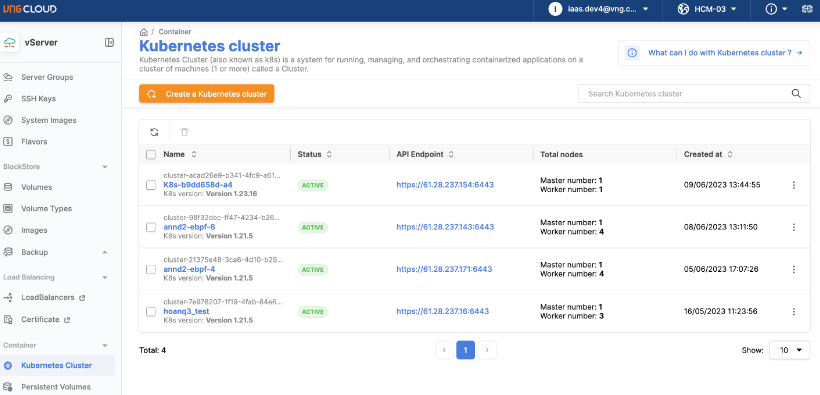 VNG CLOUD
I iaas.dev4@vng.c...
HCM-03
vServer
Server Groups
SSH Keys
System Images
Flavors
BlockStore
Volumes
Volume Types
Images
Backup
Load Balancing
LoadBalancers
Certificate
Container
Kubernetes Cluster
Persistent Volumes
/ Container
Kubernetes cluster
Kubernetes Cluster (also known as k8s) is a system for running, managing, and orchestrating containerized applications on a
cluster of machines (1 or more) called a Cluster.
What can I do with Kubernetes cluster ?
Create a Kubernetes cluster
Search Kubernetes cluster
Name Status API Endpoint Total nodes Created at
cluster-acad26e9-b341-4fc9-a61...
K8s-b9dd658d-a4
K8s version: Version 1.23.16
ACTIVE
https://61.28.237.154:6443
Master number: 1
Worker number: 1
09/06/2023 13:44:55
cluster-98f32dcc-ff47-4234-b26...
annd2-ebpf-6
K8s version: Version 1.21.5
ACTIVE
https://61.28.237.143:6443
Master number: 1
Worker number: 4
08/06/2023 13:11:50
cluster-21375e48-3ca6-4d10-b29...
annd2-ebpf-4
K8s version: Version 1.21.5
ACTIVE
https://61.28.237.171:6443
Master number: 1
Worker number: 4
05/06/2023 17:07:26
cluster-7e978207-1f19-4fab-84e6...
hoanq3_test
K8s version: Version 1.21.5
ACTIVE
https://61.28.237.16:6443
Master number: 1
Worker number: 3
16/05/2023 11:23:56
Total: 4
1
Show: 10